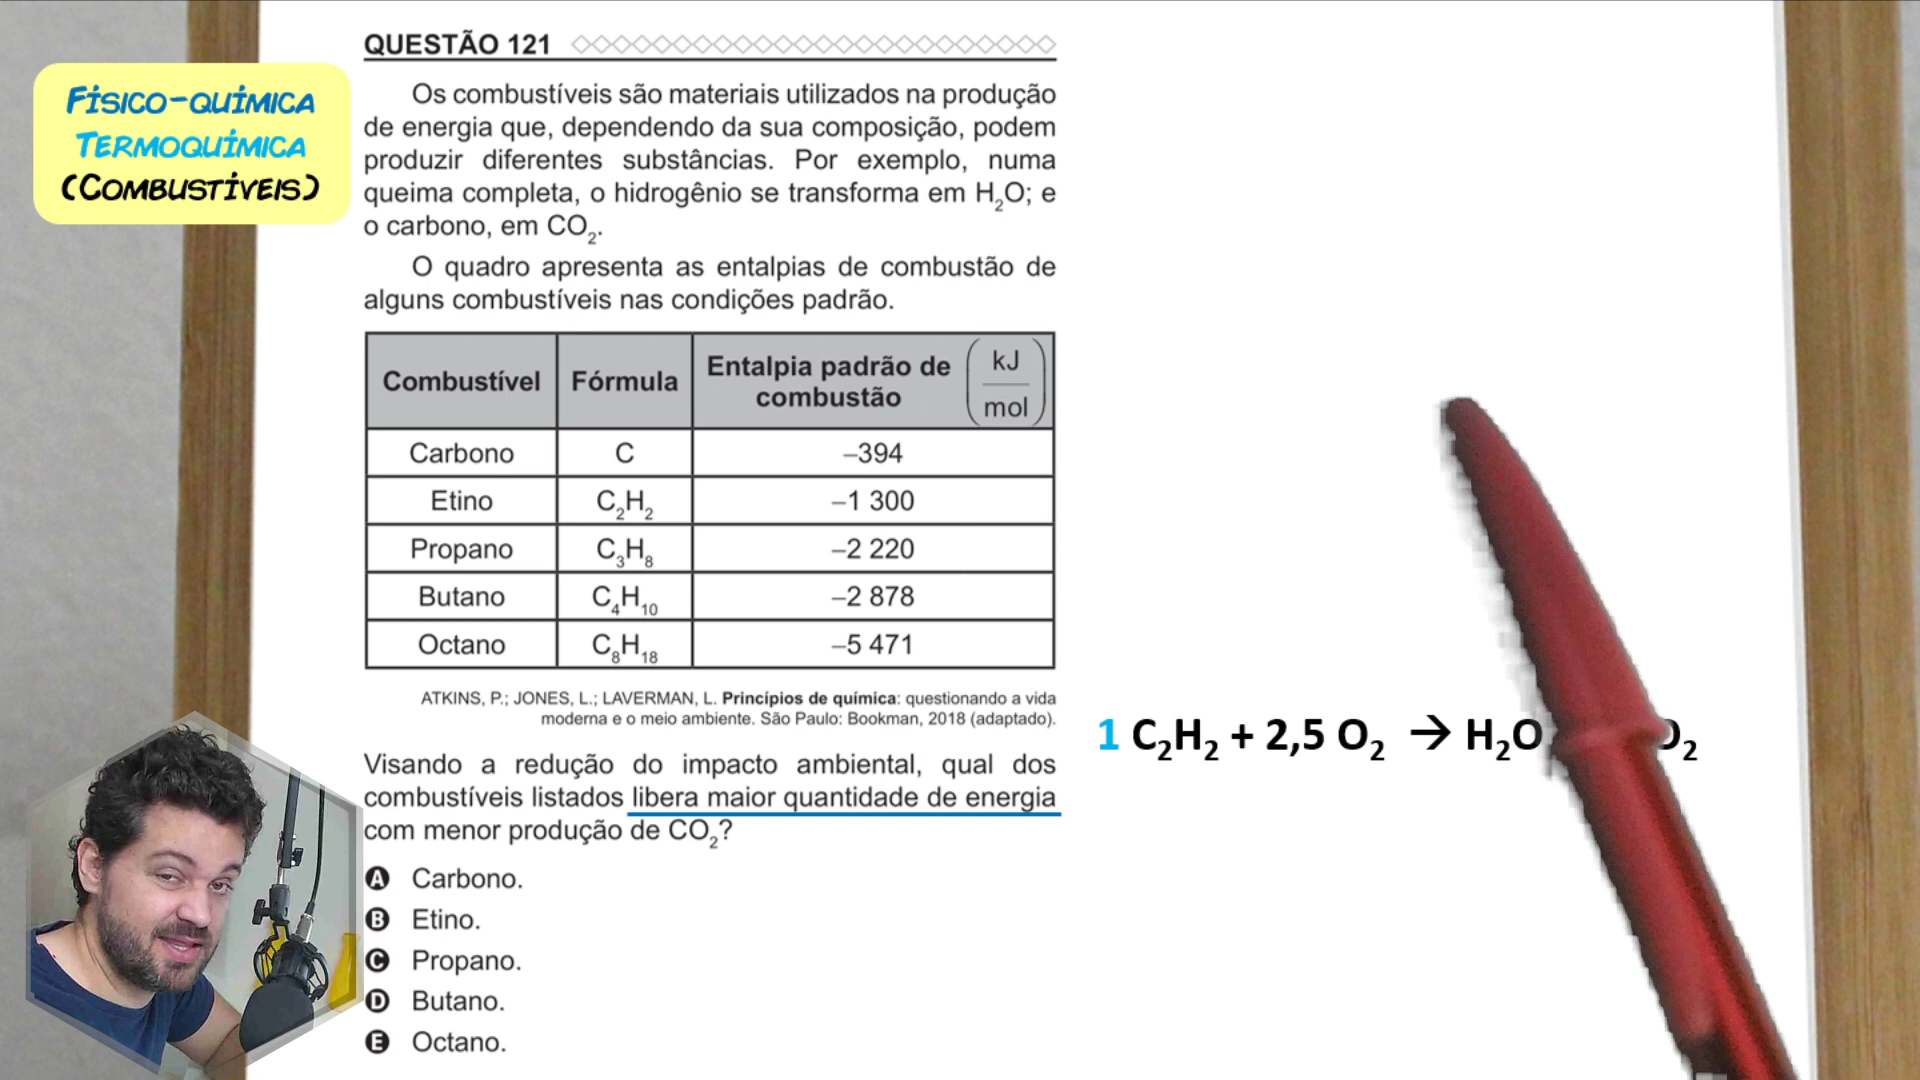 FÍSICO-QUÍMICA
TERMOQUÍMICA
(COMBUSTÍVEIS)
QUESTÃO 121
Os combustíveis são materiais utilizados na produção
de energia que, dependendo da sua composição, podem
produzir diferentes substâncias. Por exemplo, numa
queima completa, o hidrogênio se transforma em H₂O; e
o carbono, em CO₂.
O quadro apresenta as entalpias de combustão de
alguns combustíveis nas condições padrão.
Combustível Fórmula Entalpia padrão de combustão (kJ/mol)
Carbono C –394
Etino C₂H₂ –1 300
Propano C₃H₈ –2 220
Butano C₄H₁₀ –2 878
Octano C₈H₁₈ –5 471
ATKINS, P.; JONES, L.; LAVERMAN, L. Princípios de química: questionando a vida
moderna e o meio ambiente. São Paulo: Bookman, 2018 (adaptado).
Visando a redução do impacto ambiental, qual dos
combustíveis listados libera maior quantidade de energia
com menor produção de CO₂?
A Carbono.
B Etino.
C Propano.
D Butano.
E Octano.
1 C₂H₂ + 2,5 O₂ → H₂O